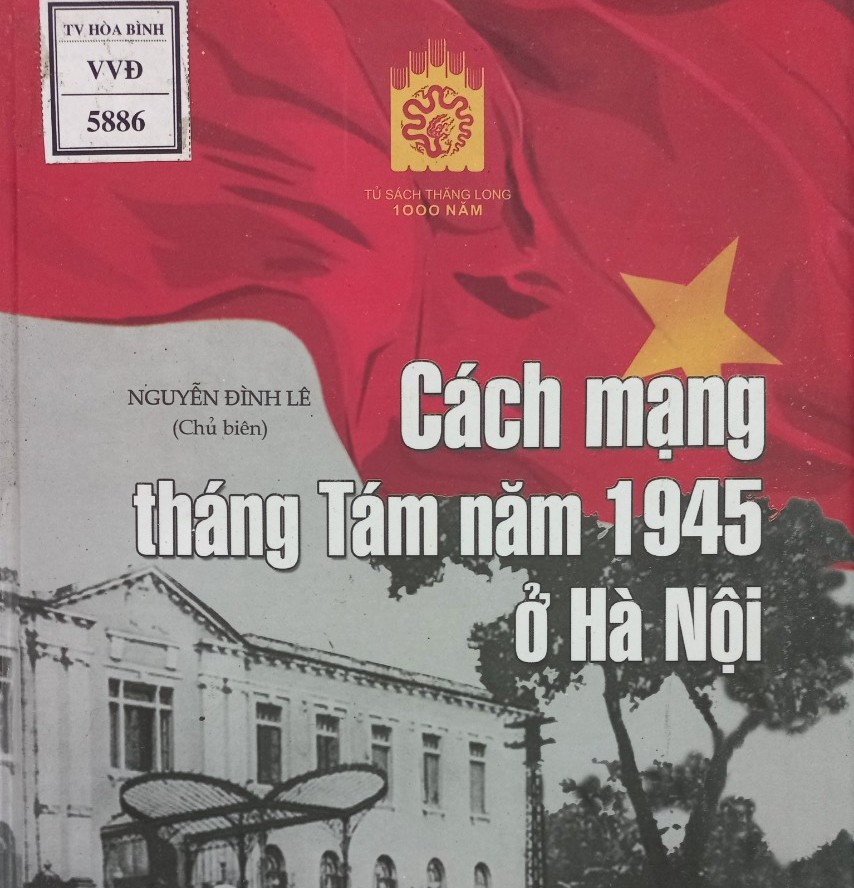 TV HÒA BÌNH
VVĐ
5886
TỦ SÁCH THĂNG LONG
1000 NĂM
NGUYỄN ĐÌNH LÊ
(Chủ biên)
Cách mạng
tháng Tám năm 1945
ở Hà Nội